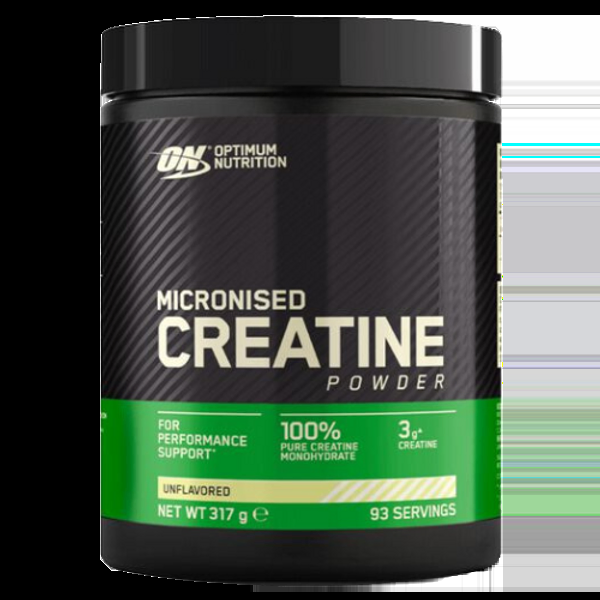 ON® OPTIMUM
NUTRITION
MICRONISED
CREATINE
POWDER
FOR
PERFORMANCE
SUPPORT*
100%
PURE CREATINE
MONOHYDRATE
3g^
CREATINE
UNFLAVORED
NET WT 317 g ℮
93 SERVINGS